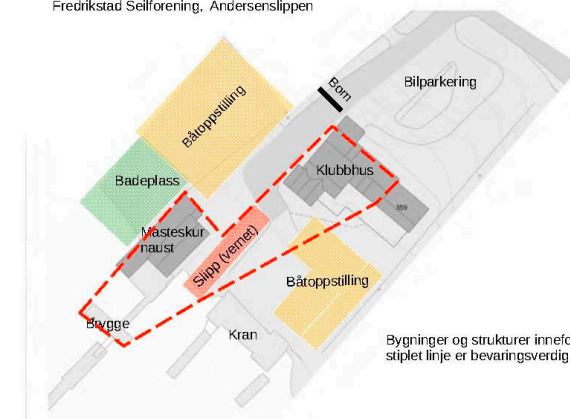 Fredrikstad Seilforening, Andersenslippen
Bom
Bilparkering
Båtoppstilling
Klubbhus
Badeplass
359
Masteskur
naust
Slipp (vernet)
Båtoppstilling
Brygge
Kran
Bygninger og strukturer innefo
stiplet linje er bevaringsverdig